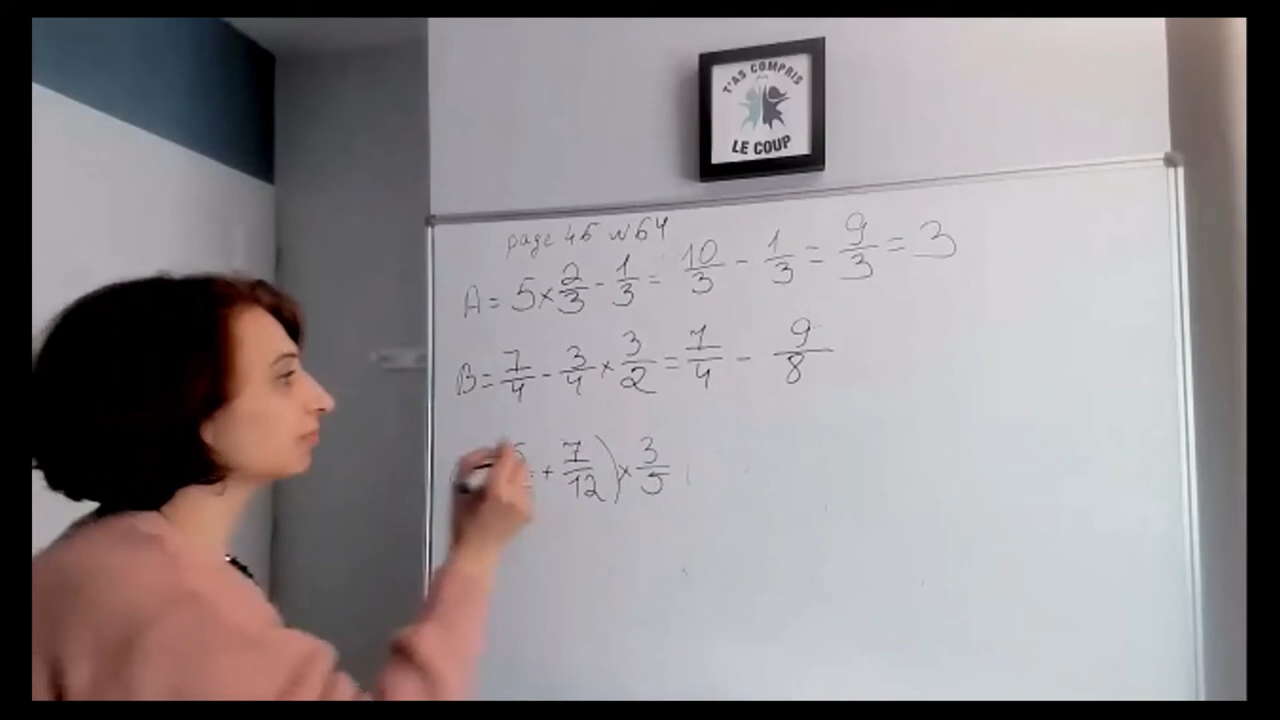 T'AS COMPRIS
LE COUP
page 46 n°64
A = 5 × 2/3 - 1/3 = 10/3 - 1/3 = 9/3 = 3
B = 7/4 - 3/4 × 3/2 = 7/4 - 9/8
+ 7/12) × 3/5